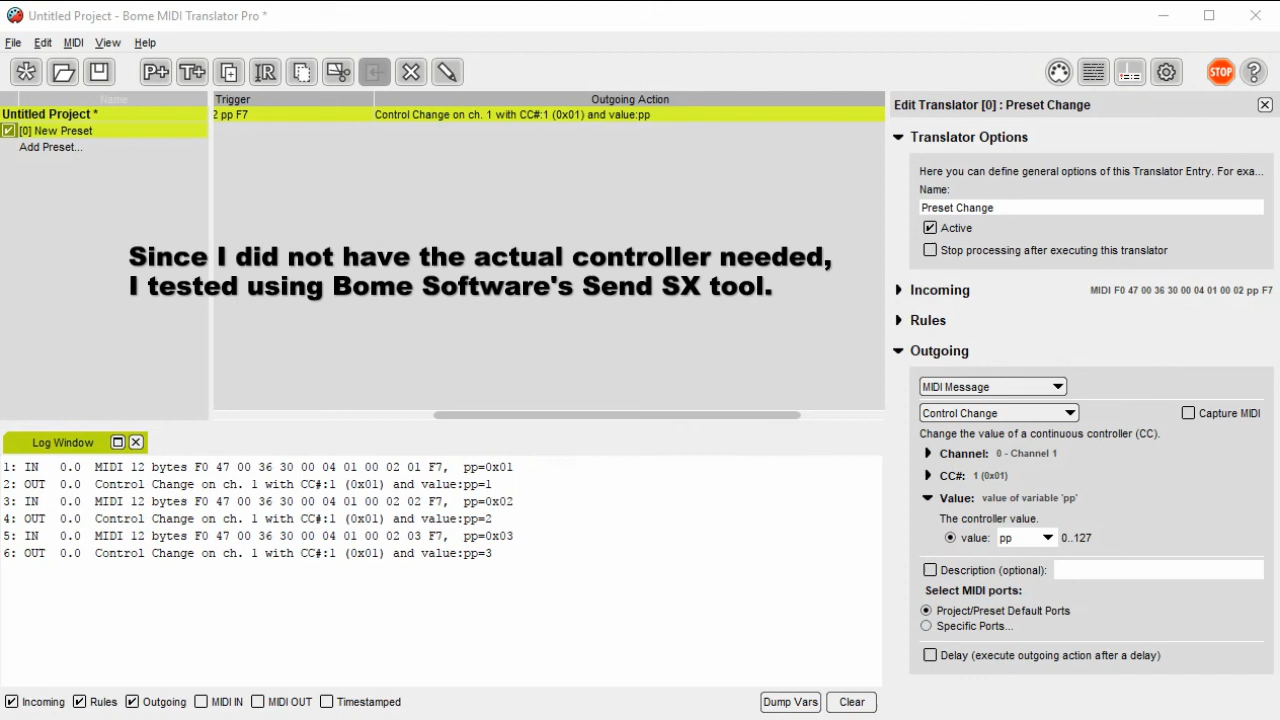 Untitled Project - Bome MIDI Translator Pro *
File Edit MIDI View Help
P+ T+ IR STOP ?
Name
Untitled Project *
[0] New Preset
Add Preset...
Trigger Outgoing Action
2 pp F7 Control Change on ch. 1 with CC#:1 (0x01) and value:pp
Since I did not have the actual controller needed,
I tested using Bome Software's Send SX tool.
Log Window
1: IN 0.0 MIDI 12 bytes F0 47 00 36 30 00 04 01 00 02 01 F7, pp=0x01
2: OUT 0.0 Control Change on ch. 1 with CC#:1 (0x01) and value:pp=1
3: IN 0.0 MIDI 12 bytes F0 47 00 36 30 00 04 01 00 02 02 F7, pp=0x02
4: OUT 0.0 Control Change on ch. 1 with CC#:1 (0x01) and value:pp=2
5: IN 0.0 MIDI 12 bytes F0 47 00 36 30 00 04 01 00 02 03 F7, pp=0x03
6: OUT 0.0 Control Change on ch. 1 with CC#:1 (0x01) and value:pp=3
Incoming Rules Outgoing MIDI IN MIDI OUT Timestamped Dump Vars Clear
Edit Translator [0] : Preset Change
Translator Options
Here you can define general options of this Translator Entry. For exa...
Name:
Preset Change
Active
Stop processing after executing this translator
Incoming MIDI F0 47 00 36 30 00 04 01 00 02 pp F7
Rules
Outgoing
MIDI Message
Control Change Capture MIDI
Change the value of a continuous controller (CC).
Channel: 0 - Channel 1
CC#: 1 (0x01)
Value: value of variable 'pp'
The controller value.
value: pp 0..127
Description (optional):
Select MIDI ports:
Project/Preset Default Ports
Specific Ports...
Delay (execute outgoing action after a delay)